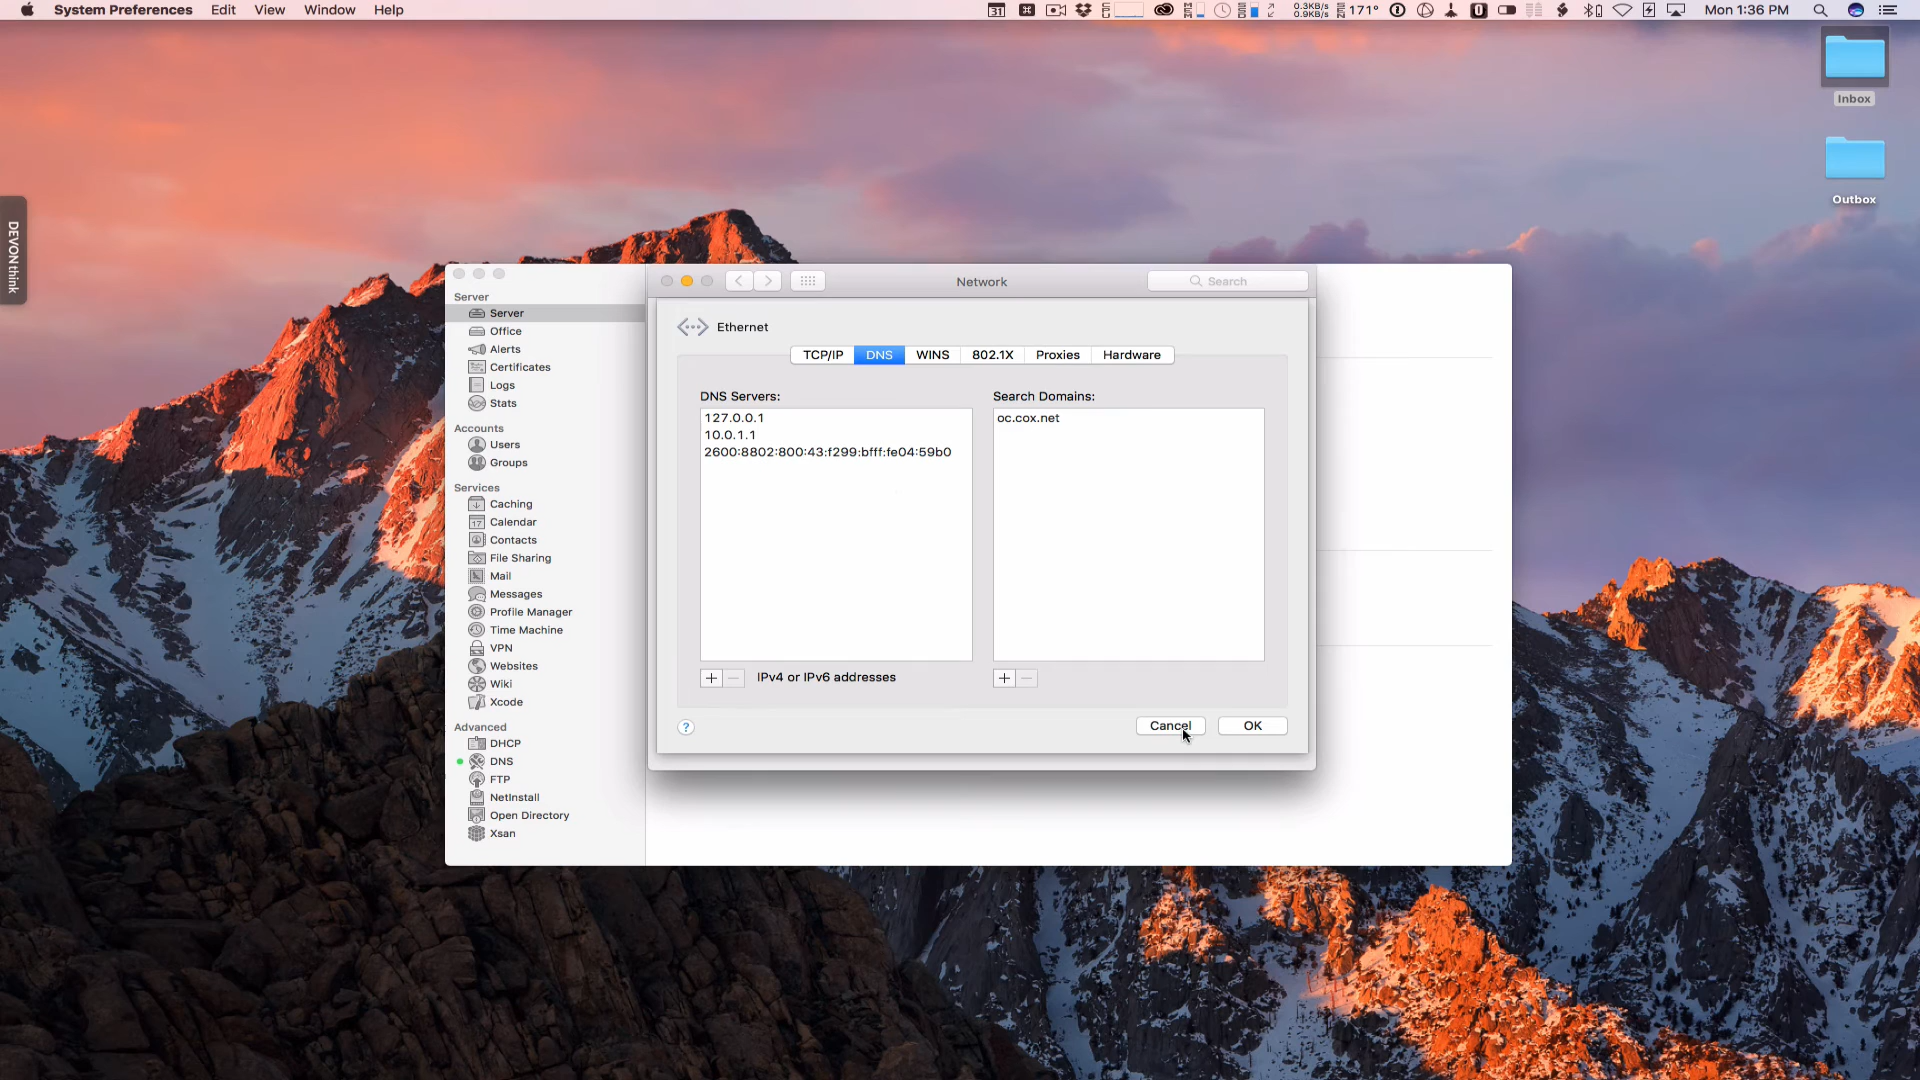 System Preferences Edit View Window Help
31
0.3KB/s
0.9KB/s
171°
Mon 1:36 PM
Inbox
Outbox
DEVONthink
Server
Server
Office
Alerts
Certificates
Logs
Stats
Accounts
Users
Groups
Services
Caching
17 Calendar
Contacts
File Sharing
Mail
Messages
Profile Manager
Time Machine
VPN
Websites
Wiki
Xcode
Advanced
DHCP
DNS
FTP
NetInstall
Open Directory
Xsan
Network
Search
Ethernet
TCP/IP DNS WINS 802.1X Proxies Hardware
DNS Servers:
127.0.0.1
10.0.1.1
2600:8802:800:43:f299:bfff:fe04:59b0
+ − IPv4 or IPv6 addresses
Search Domains:
oc.cox.net
+ −
?
Cancel
OK